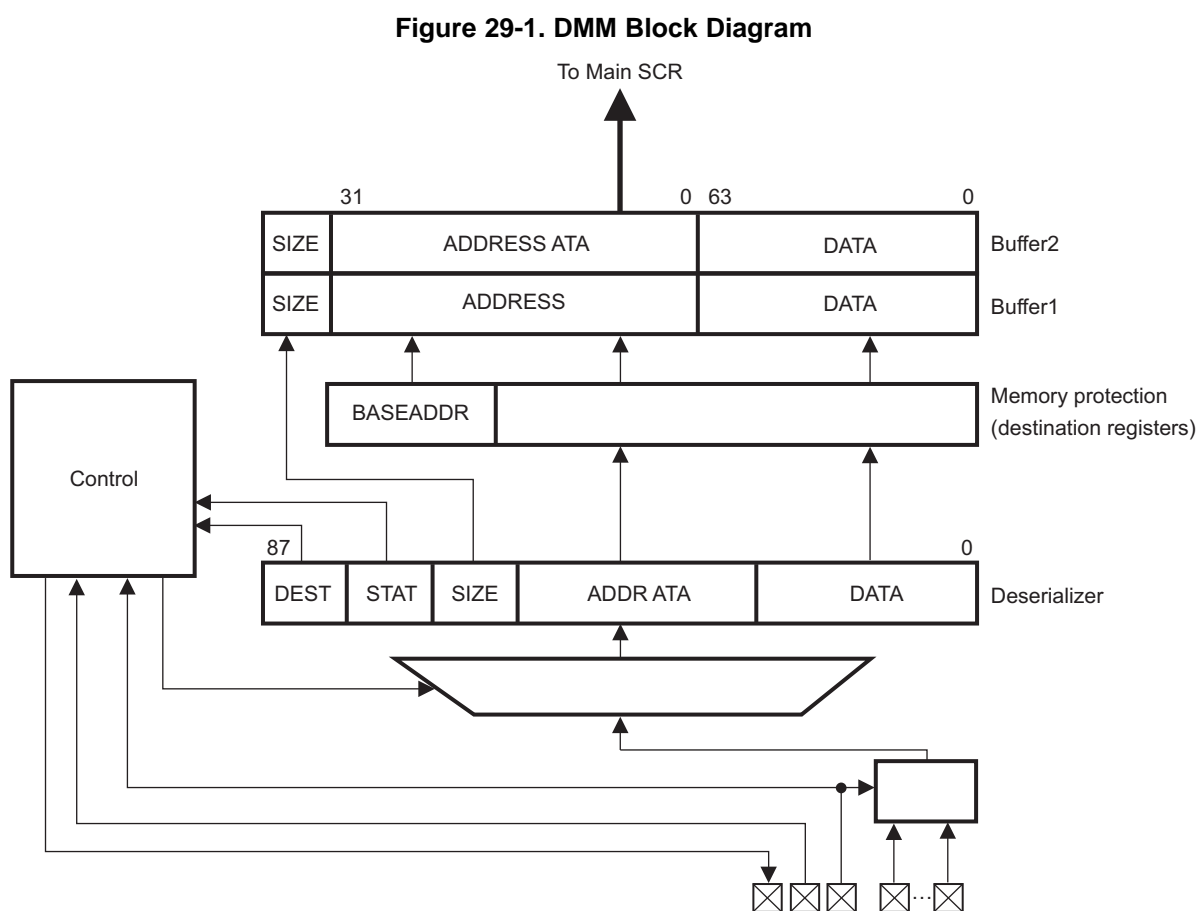 Figure 29-1. DMM Block Diagram
To Main SCR
31 0 63 0
SIZE ADDRESS ATA DATA Buffer2
SIZE ADDRESS DATA Buffer1
BASEADDR
Memory protection
(destination registers)
Control
87 0
DEST STAT SIZE ADDR ATA DATA Deserializer
...